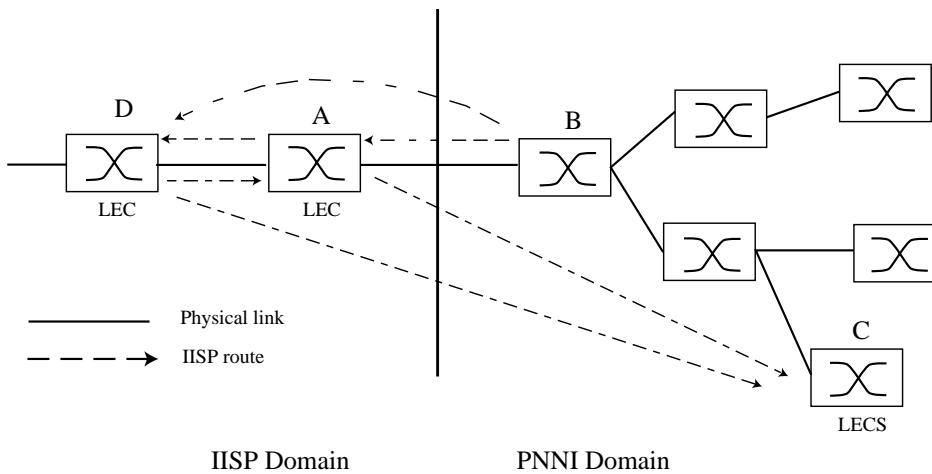 D
A
B
LEC
LEC
Physical link
IISP route
C
LECS
IISP Domain
PNNI Domain